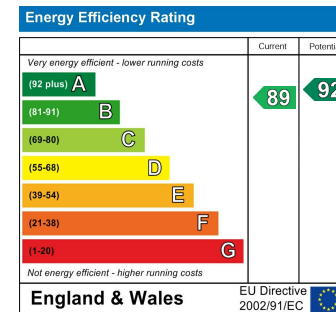 Energy Efficiency Rating
Current Potenti
Very energy efficient - lower running costs
(92 plus) A
(81-91) B
(69-80) C
(55-68) D
(39-54) E
(21-38) F
(1-20) G
89
92
Not energy efficient - higher running costs
England & Wales
EU Directive
2002/91/EC